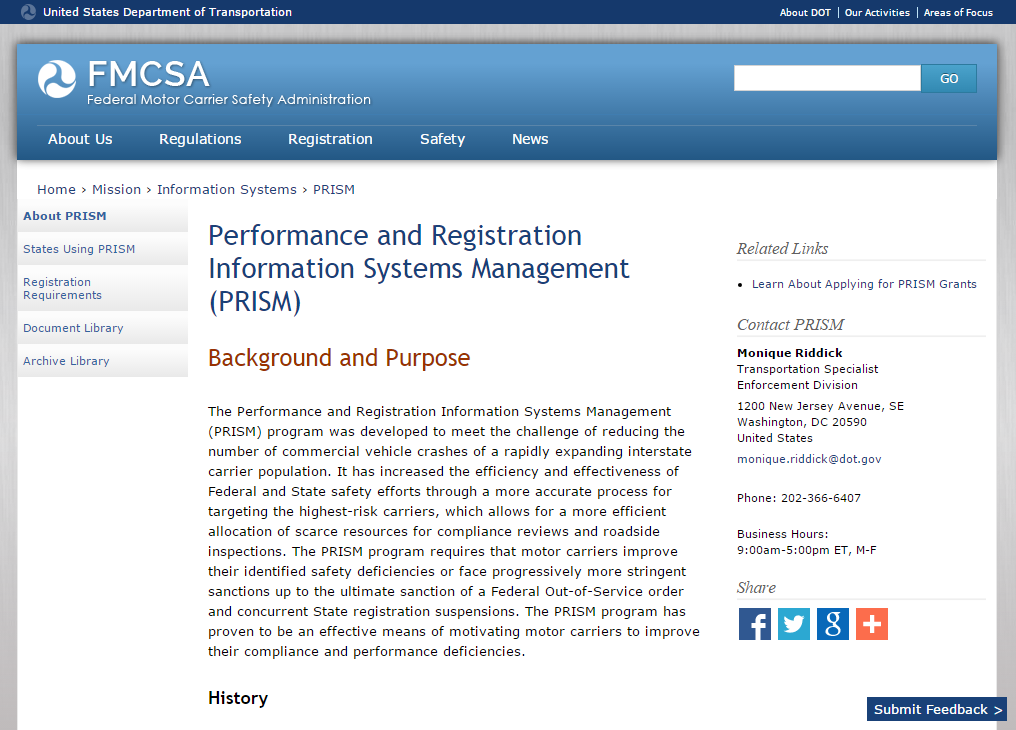 United States Department of Transportation
About DOT | Our Activities | Areas of Focus
FMCSA
Federal Motor Carrier Safety Administration
GO
About Us
Regulations
Registration
Safety
News
Home › Mission › Information Systems › PRISM
About PRISM
States Using PRISM
Registration
Requirements
Document Library
Archive Library
Performance and Registration
Information Systems Management
(PRISM)
Background and Purpose
The Performance and Registration Information Systems Management
(PRISM) program was developed to meet the challenge of reducing the
number of commercial vehicle crashes of a rapidly expanding interstate
carrier population. It has increased the efficiency and effectiveness of
Federal and State safety efforts through a more accurate process for
targeting the highest-risk carriers, which allows for a more efficient
allocation of scarce resources for compliance reviews and roadside
inspections. The PRISM program requires that motor carriers improve
their identified safety deficiencies or face progressively more stringent
sanctions up to the ultimate sanction of a Federal Out-of-Service order
and concurrent State registration suspensions. The PRISM program has
proven to be an effective means of motivating motor carriers to improve
their compliance and performance deficiencies.
History
Related Links
• Learn About Applying for PRISM Grants
Contact PRISM
Monique Riddick
Transportation Specialist
Enforcement Division
1200 New Jersey Avenue, SE
Washington, DC 20590
United States
monique.riddick@dot.gov
Phone: 202-366-6407
Business Hours:
9:00am-5:00pm ET, M-F
Share
Submit Feedback >